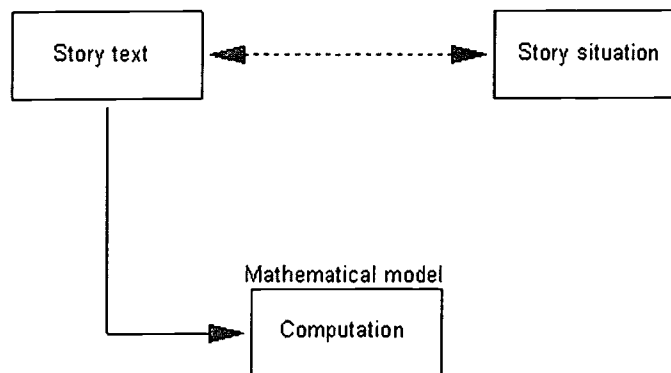 Story text
Story situation
Mathematical model
Computation